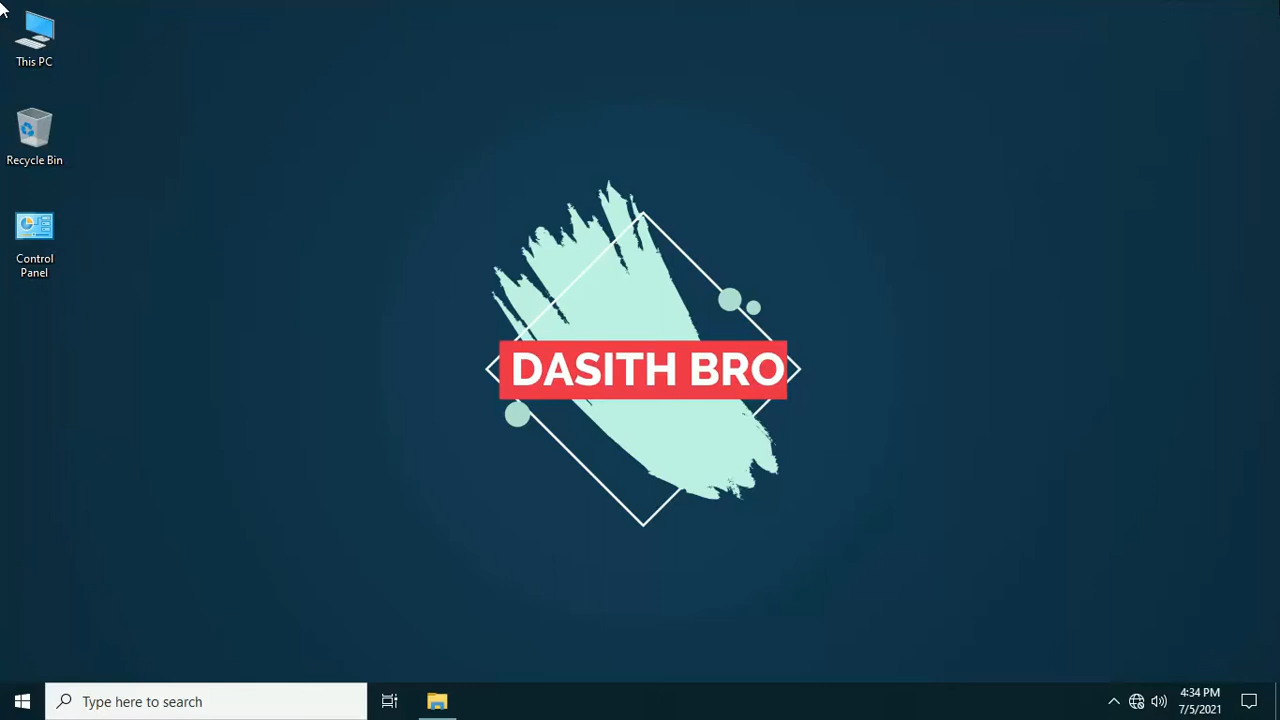 This PC
Recycle Bin
Control
Panel
DASITH BRO
Type here to search
4:34 PM
7/5/2021